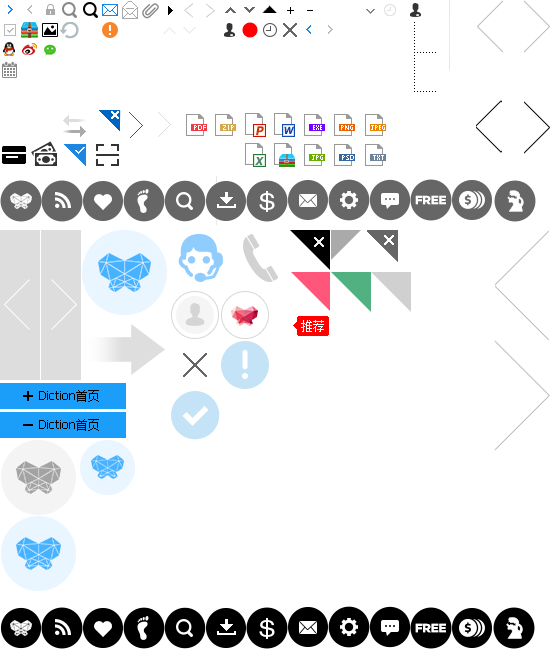 PDF ZIP P W EXE PNG JPEG
X JPG PSD TXT
$ FREE $
推荐
+ Diction首页
− Diction首页
$ FREE $